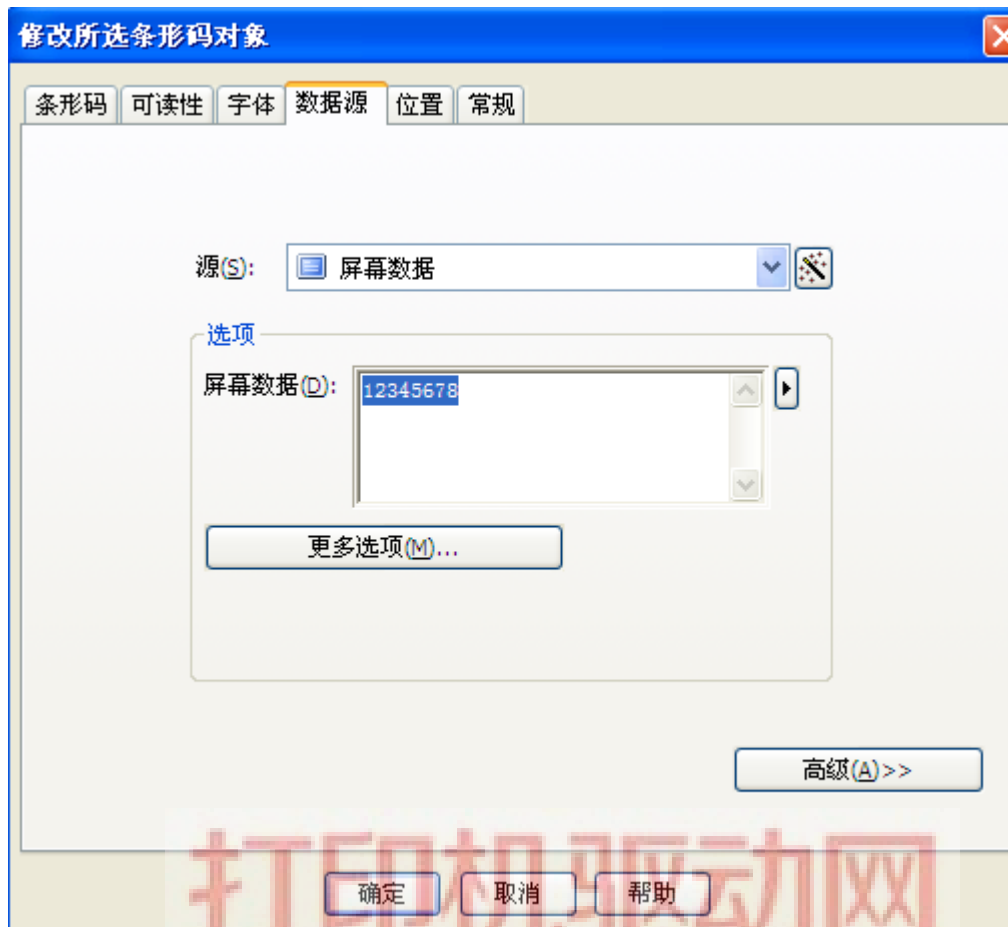 修改所选条形码对象
条形码 可读性 字体 数据源 位置 常规
源(S): 屏幕数据
选项
屏幕数据(D): 12345678
更多选项(M)...
高级(A)>>
打印机驱动网
确定 取消 帮助